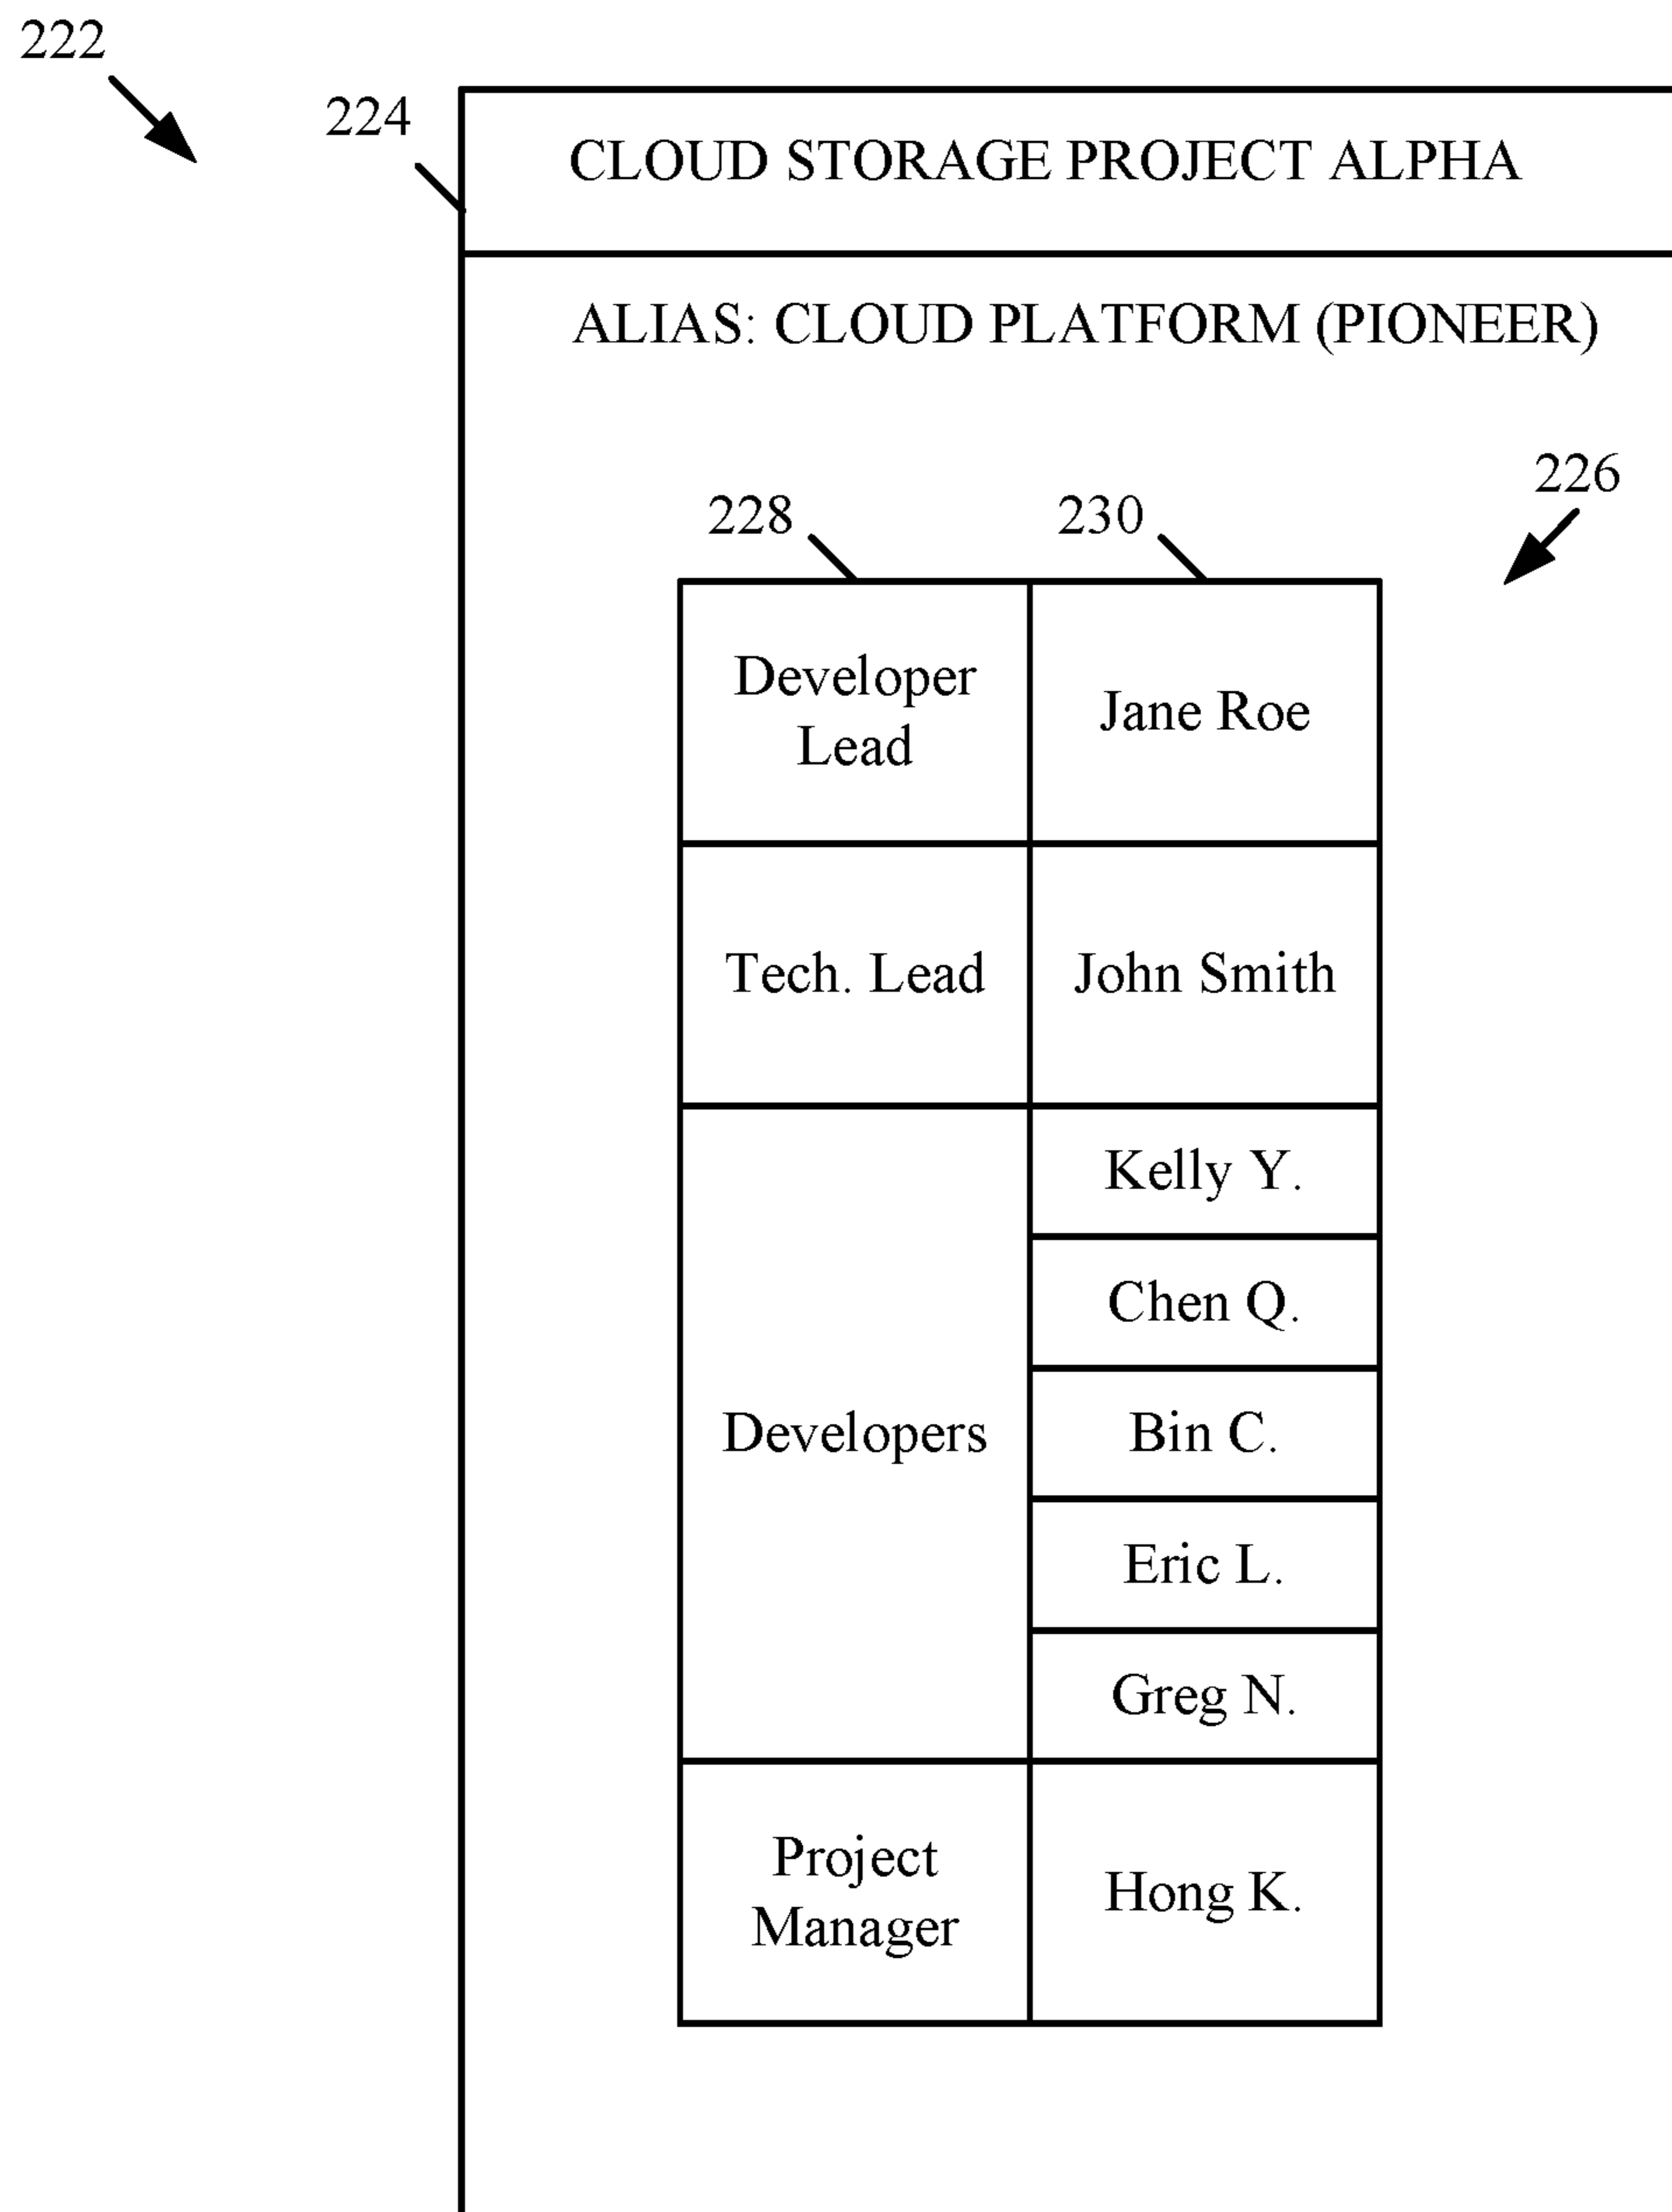 222
224
CLOUD STORAGE PROJECT ALPHA
ALIAS: CLOUD PLATFORM (PIONEER)
226
228
230
Developer
Lead
Jane Roe
Tech. Lead
John Smith
Developers
Kelly Y.
Chen Q.
Bin C.
Eric L.
Greg N.
Project
Manager
Hong K.